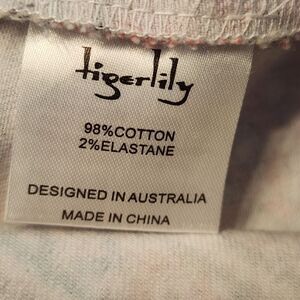 tigerlily
98%COTTON
2%ELASTANE
DESIGNED IN AUSTRALIA
MADE IN CHINA